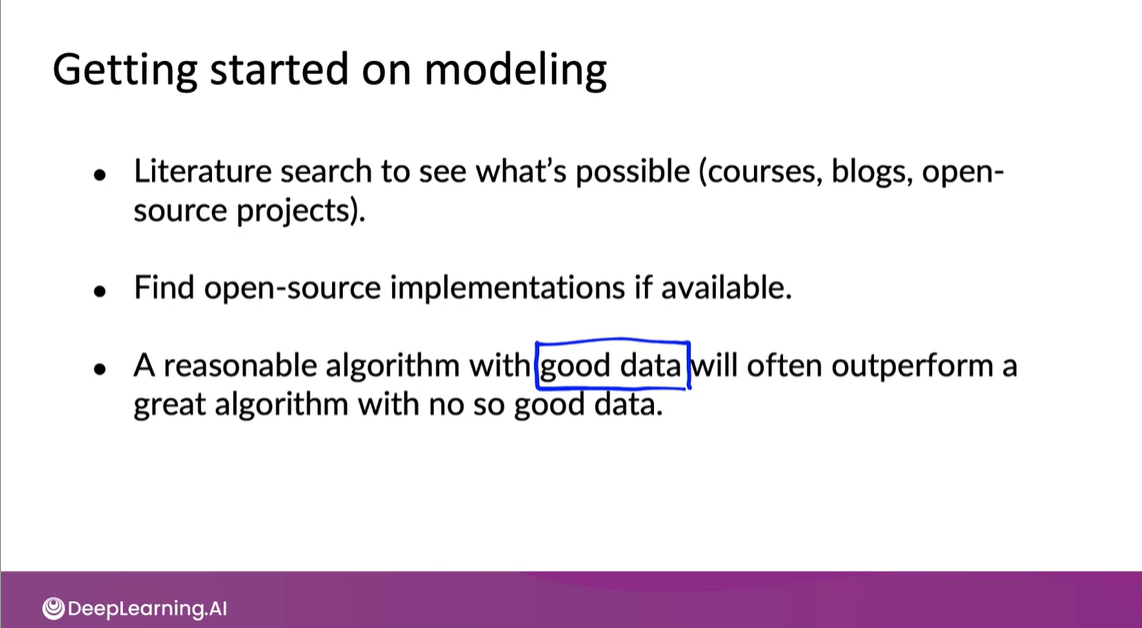 Getting started on modeling
• Literature search to see what's possible (courses, blogs, open-
source projects).
• Find open-source implementations if available.
• A reasonable algorithm with good data will often outperform a
great algorithm with no so good data.
DeepLearning.AI